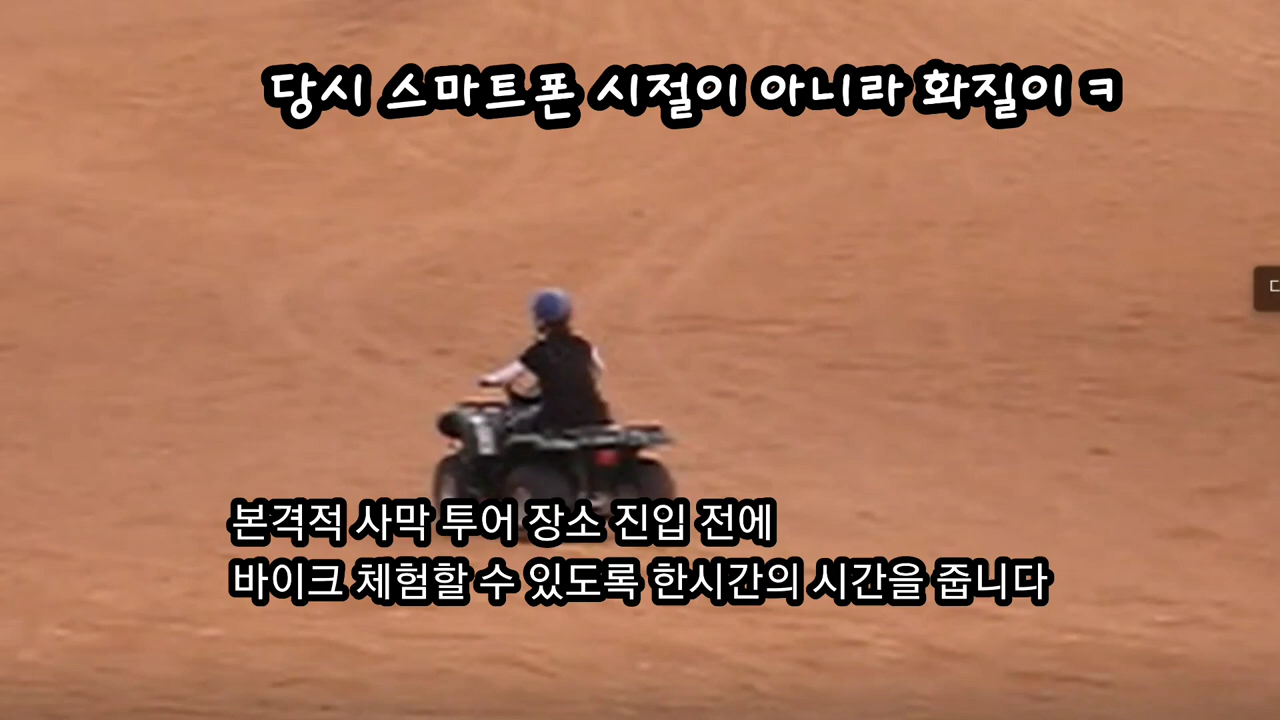 당시 스마트폰 시절이 아니라 화질이 ㅋ
본격적 사막 투어 장소 진입 전에
바이크 체험할 수 있도록 한시간의 시간을 줍니다